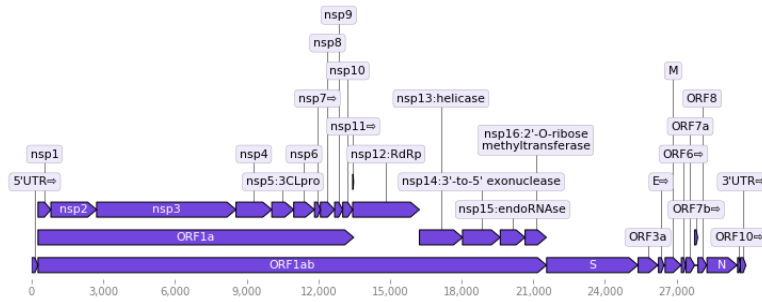 nsp9
nsp8
nsp10
M
nsp7⇨
nsp13:helicase
ORF8
nsp11⇨
nsp16:2'-O-ribose
methyltransferase
ORF7a
nsp1
nsp4
nsp6
nsp12:RdRp
ORF6⇨
5'UTR⇨
nsp5:3CLpro
nsp14:3'-to-5' exonuclease
E⇨
3'UTR⇨
nsp2
nsp3
nsp15:endoRNAse
ORF7b⇨
ORF1a
ORF3a
ORF10⇨
ORF1ab
S
N
0
3,000
6,000
9,000
12,000
15,000
18,000
21,000
24,000
27,000